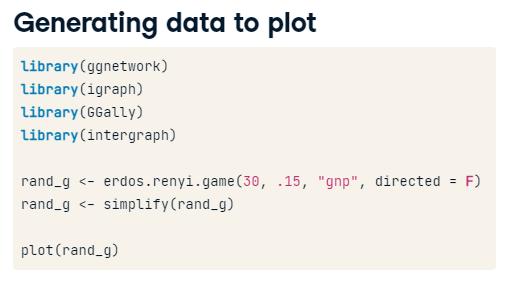 Generating data to plot
library(ggnetwork)
library(igraph)
library(GGally)
library(intergraph)
rand_g <- erdos.renyi.game(30, .15, "gnp", directed = F)
rand_g <- simplify(rand_g)
plot(rand_g)